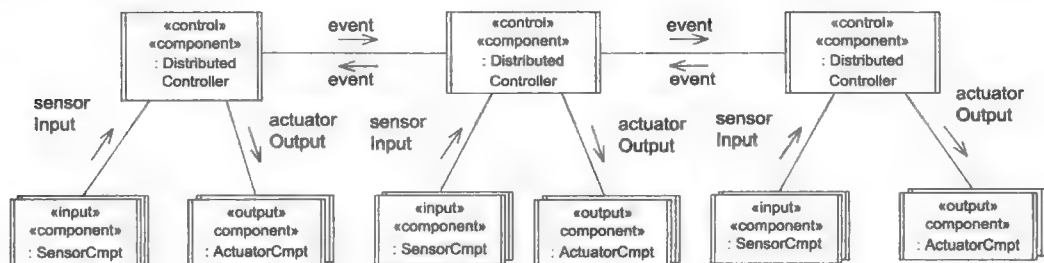 «control»
«component»
: Distributed
Controller
event
event
«control»
«component»
: Distributed
Controller
event
event
«control»
«component»
: Distributed
Controller
sensor
Input
actuator
Output
sensor
Input
actuator
Output
sensor
Input
actuator
Output
«input»
«component»
: SensorCmpt
«output»
component»
: ActuatorCmpt
«input»
«component»
: SensorCmpt
«output»
component»
: ActuatorCmpt
«input»
«component»
: SensorCmpt
«output»
component»
: ActuatorCmpt